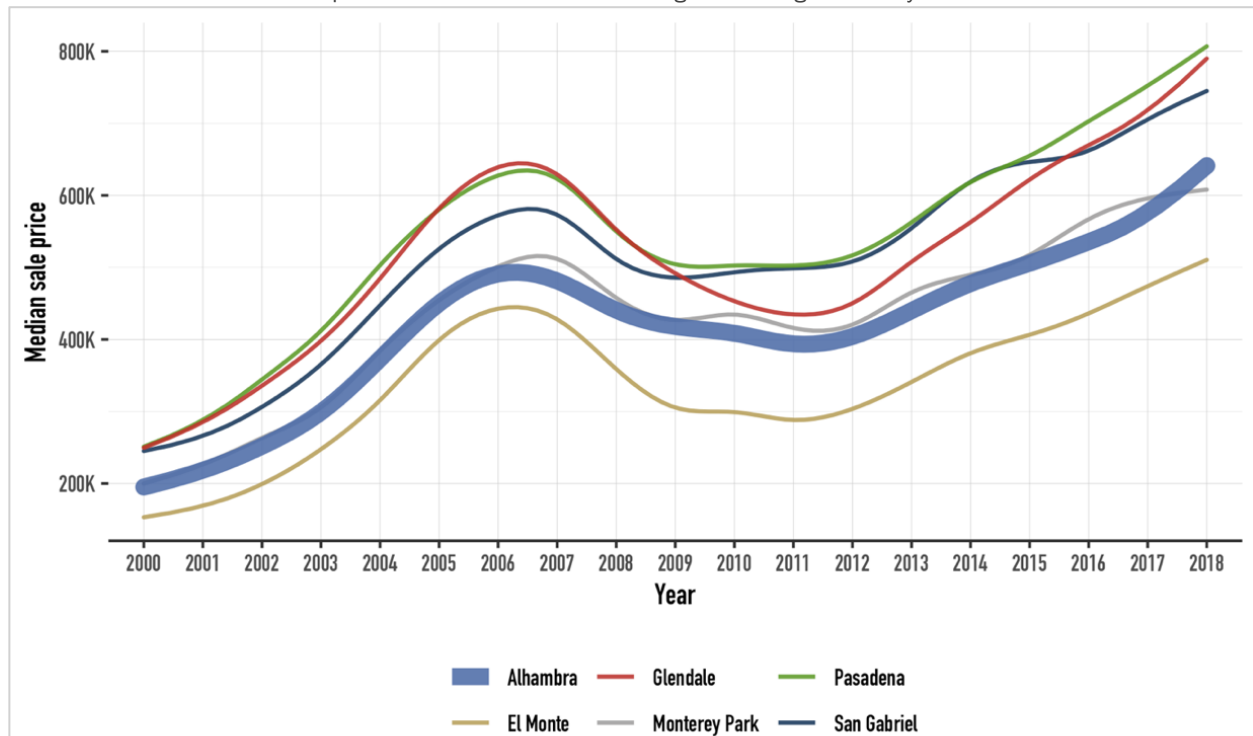 800K
600K
400K
200K
Median sale price
2000 2001 2002 2003 2004 2005 2006 2007 2008 2009 2010 2011 2012 2013 2014 2015 2016 2017 2018
Year
Alhambra Glendale Pasadena
El Monte Monterey Park San Gabriel